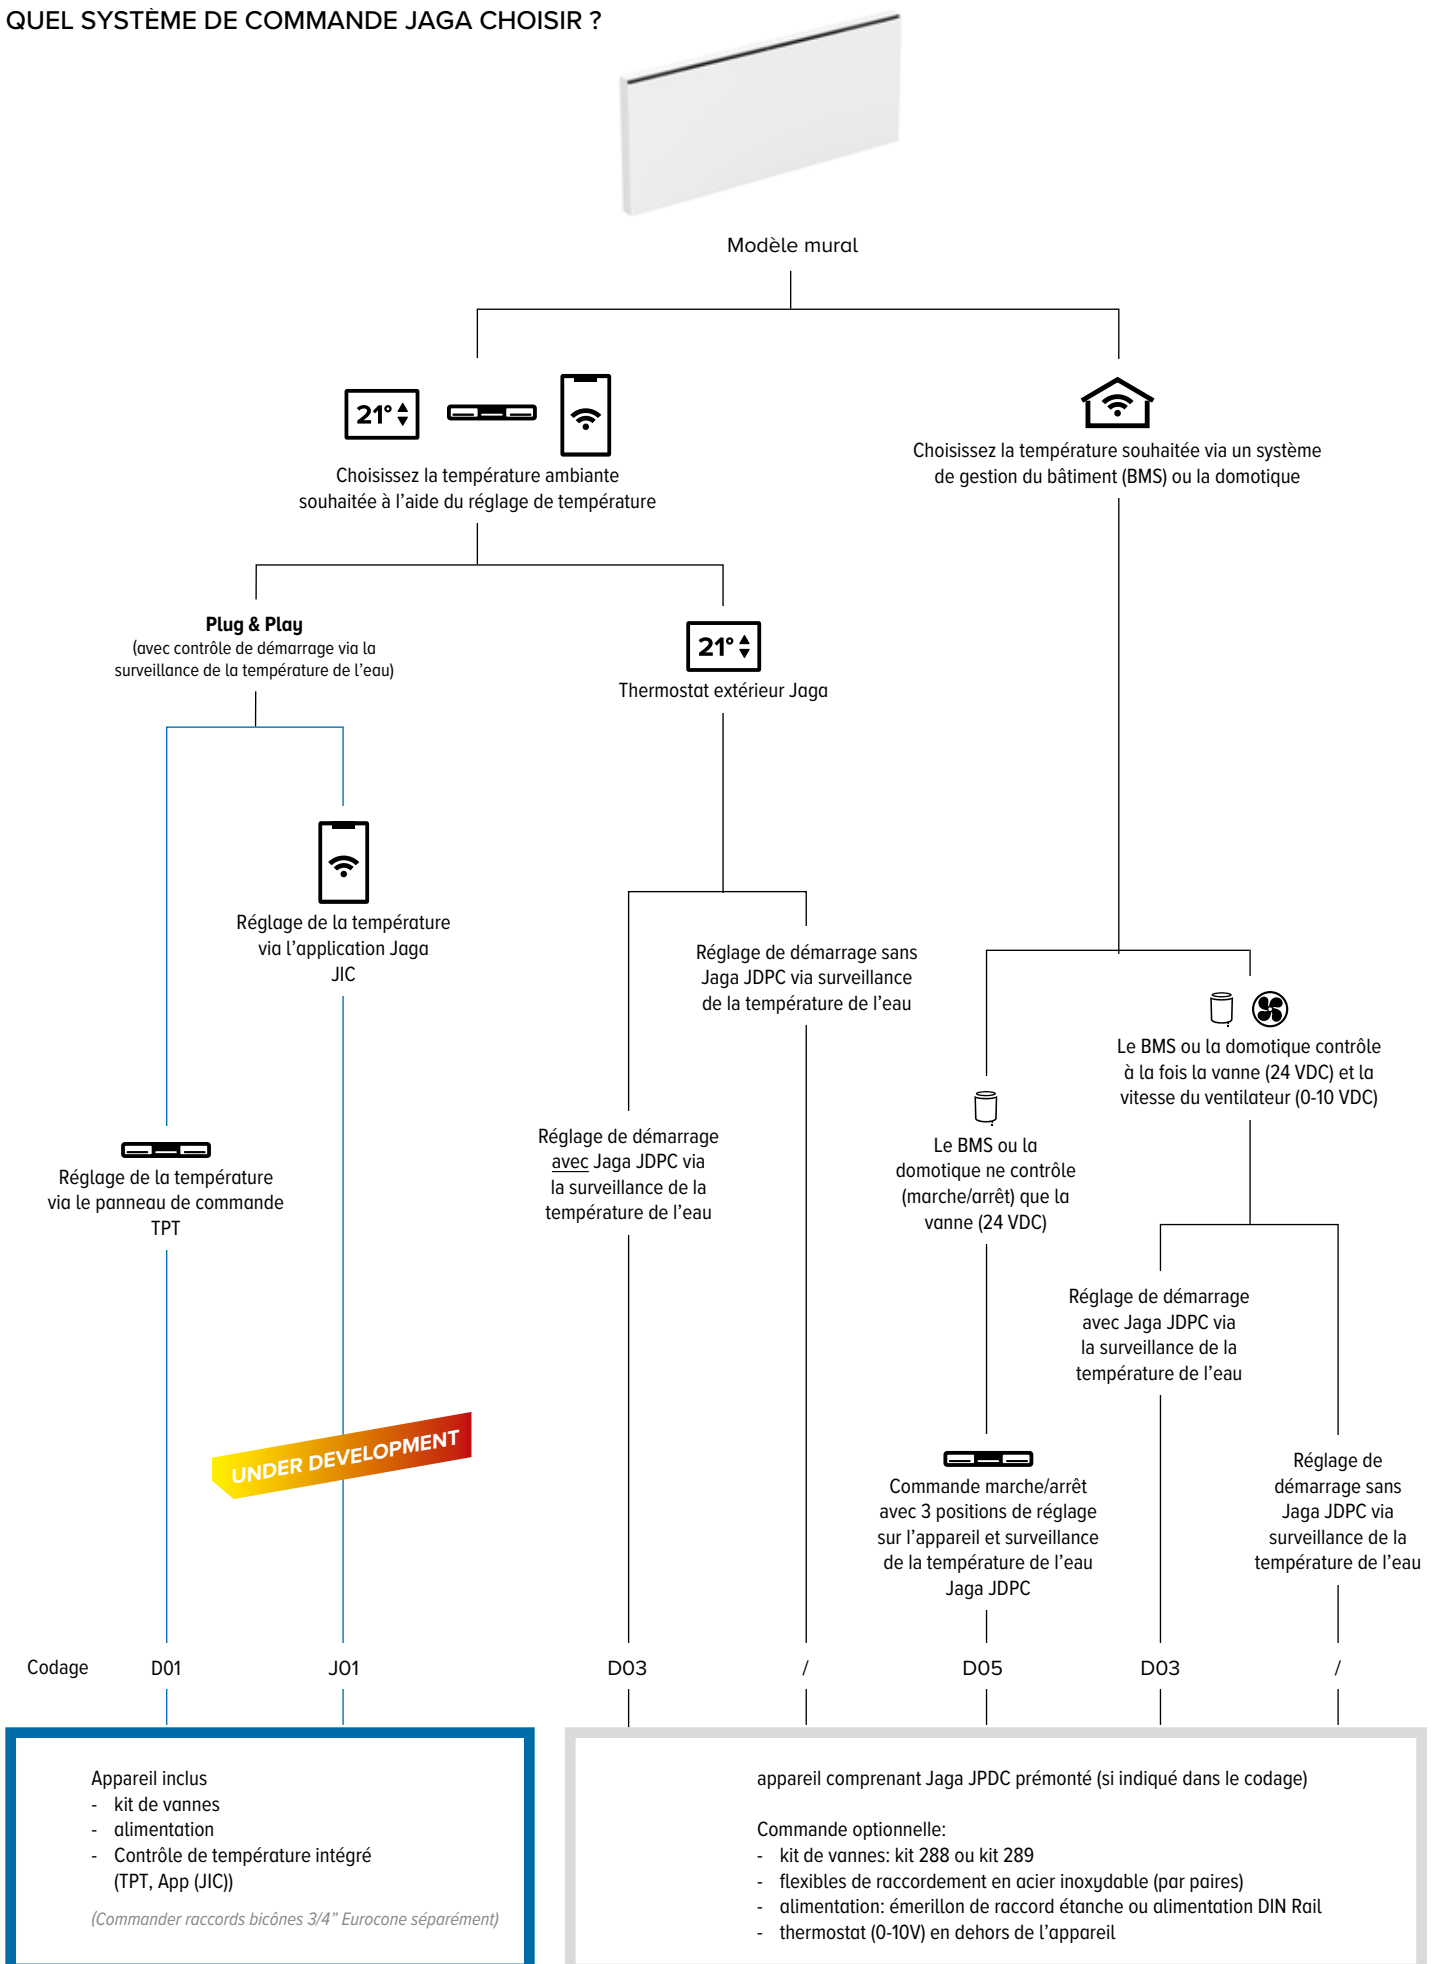 QUEL SYSTÈME DE COMMANDE JAGA CHOISIR ?
Modèle mural
21°
Choisissez la température ambiante
souhaitée à l'aide du réglage de température
Choisissez la température souhaitée via un système
de gestion du bâtiment (BMS) ou la domotique
Plug & Play
(avec contrôle de démarrage via la
surveillance de la température de l'eau)
21°
Thermostat extérieur Jaga
Réglage de la température
via l'application Jaga
JIC
Réglage de démarrage sans
Jaga JDPC via surveillance
de la température de l'eau
Le BMS ou la domotique contrôle
à la fois la vanne (24 VDC) et la
vitesse du ventilateur (0-10 VDC)
Réglage de la température
via le panneau de commande
TPT
Réglage de démarrage
avec Jaga JDPC via
la surveillance de la
température de l'eau
Le BMS ou la
domotique ne contrôle
(marche/arrêt) que la
vanne (24 VDC)
Réglage de démarrage
avec Jaga JDPC via
la surveillance de la
température de l'eau
UNDER DEVELOPMENT
Commande marche/arrêt
avec 3 positions de réglage
sur l'appareil et surveillance
de la température de l'eau
Jaga JDPC
Réglage de
démarrage sans
Jaga JDPC via
surveillance de la
température de l'eau
Codage D01 J01 D03 / D05 D03 /
Appareil inclus
- kit de vannes
- alimentation
- Contrôle de température intégré
(TPT, App (JIC))
(Commander raccords bicônes 3/4" Eurocone séparément)
appareil comprenant Jaga JPDC prémonté (si indiqué dans le codage)
Commande optionnelle:
- kit de vannes: kit 288 ou kit 289
- flexibles de raccordement en acier inoxydable (par paires)
- alimentation: émerillon de raccord étanche ou alimentation DIN Rail
- thermostat (0-10V) en dehors de l'appareil